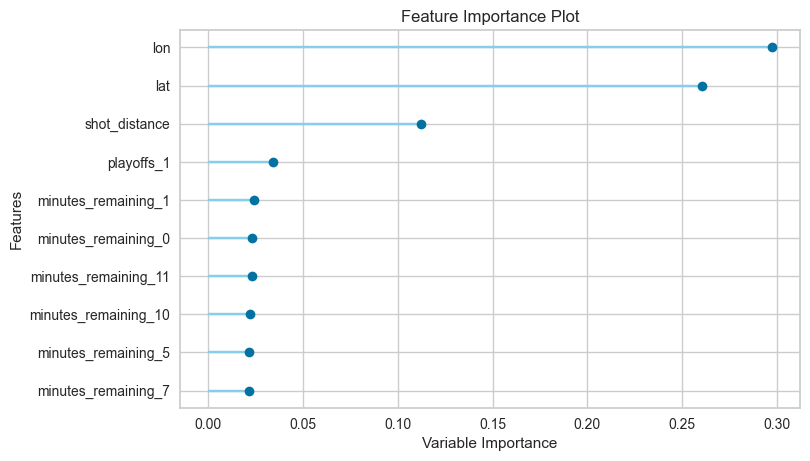 Feature Importance Plot
Features
lon
lat
shot_distance
playoffs_1
minutes_remaining_1
minutes_remaining_0
minutes_remaining_11
minutes_remaining_10
minutes_remaining_5
minutes_remaining_7
0.00 0.05 0.10 0.15 0.20 0.25 0.30
Variable Importance